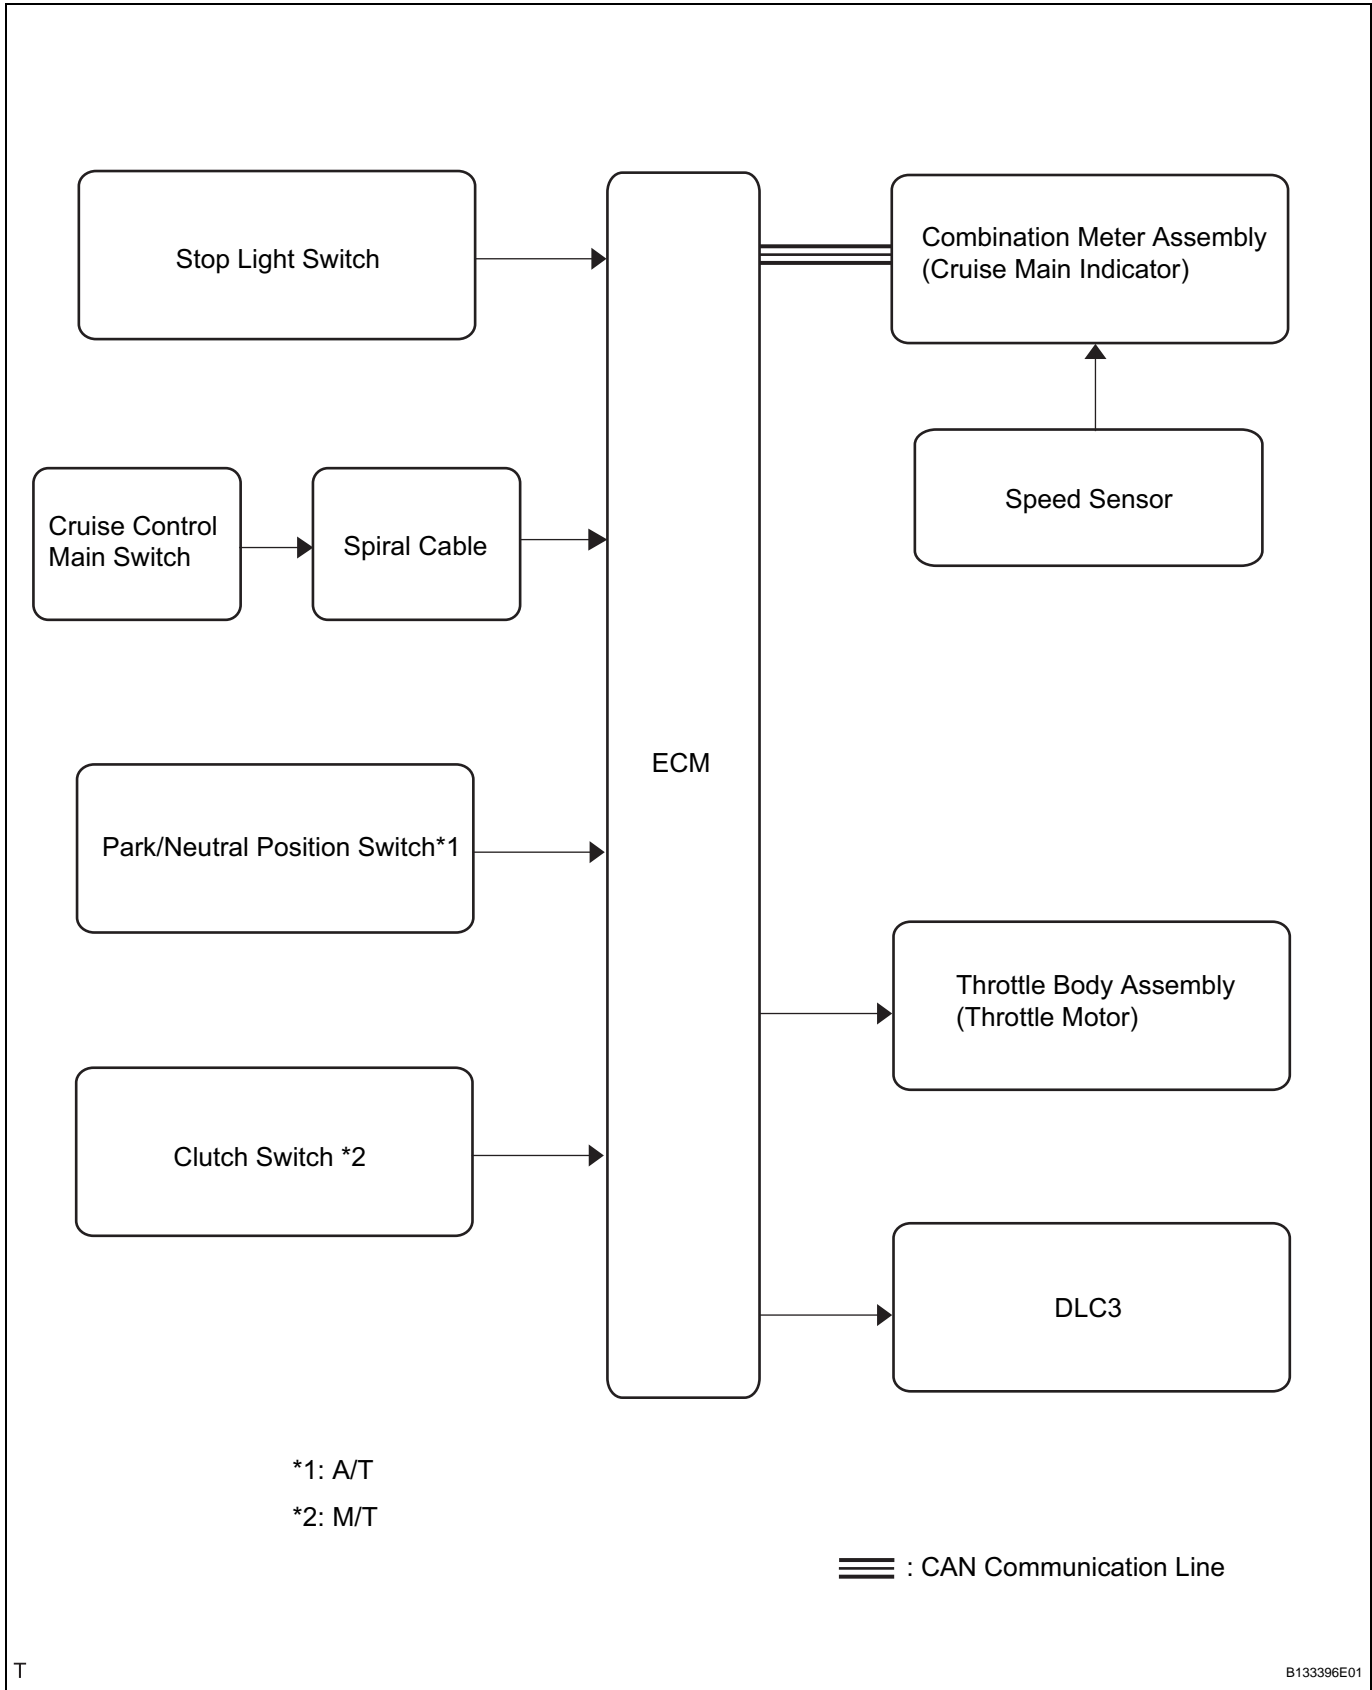 Stop Light Switch
Combination Meter Assembly
(Cruise Main Indicator)
Speed Sensor
Cruise Control
Main Switch
Spiral Cable
ECM
Park/Neutral Position Switch*1
Throttle Body Assembly
(Throttle Motor)
Clutch Switch *2
DLC3
*1: A/T
*2: M/T
: CAN Communication Line
T
B133396E01